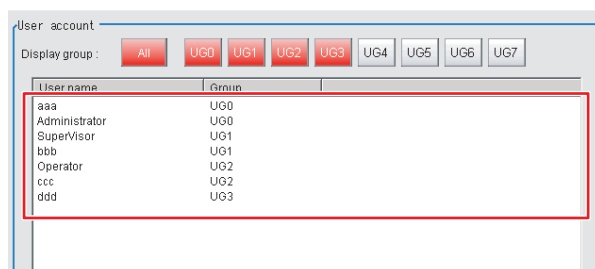 User account
Display group : All UG0 UG1 UG2 UG3 UG4 UG5 UG6 UG7
User name Group
aaa UG0
Administrator UG0
SuperVisor UG1
bbb UG1
Operator UG2
ccc UG2
ddd UG3